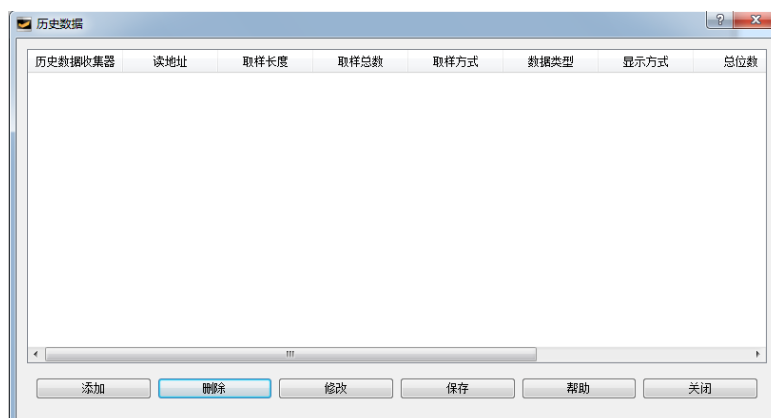 历史数据
历史数据收集器 读地址 取样长度 取样总数 取样方式 数据类型 显示方式 总位数
添加 删除 修改 保存 帮助 关闭